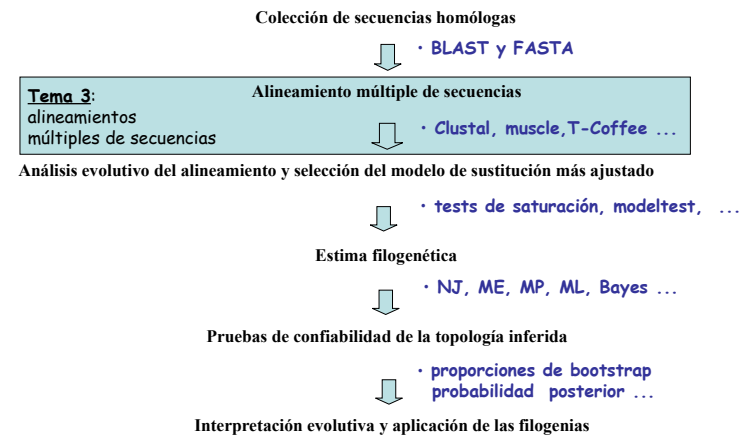 Colección de secuencias homólogas
· BLAST y FASTA
Tema 3:
alineamientos
múltiples de secuencias
Alineamiento múltiple de secuencias
· Clustal, muscle,T-Coffee ...
Análisis evolutivo del alineamiento y selección del modelo de sustitución más ajustado
· tests de saturación, modeltest, ...
Estima filogenética
· NJ, ME, MP, ML, Bayes ...
Pruebas de confiabilidad de la topología inferida
· proporciones de bootstrap
probabilidad posterior ...
Interpretación evolutiva y aplicación de las filogenias